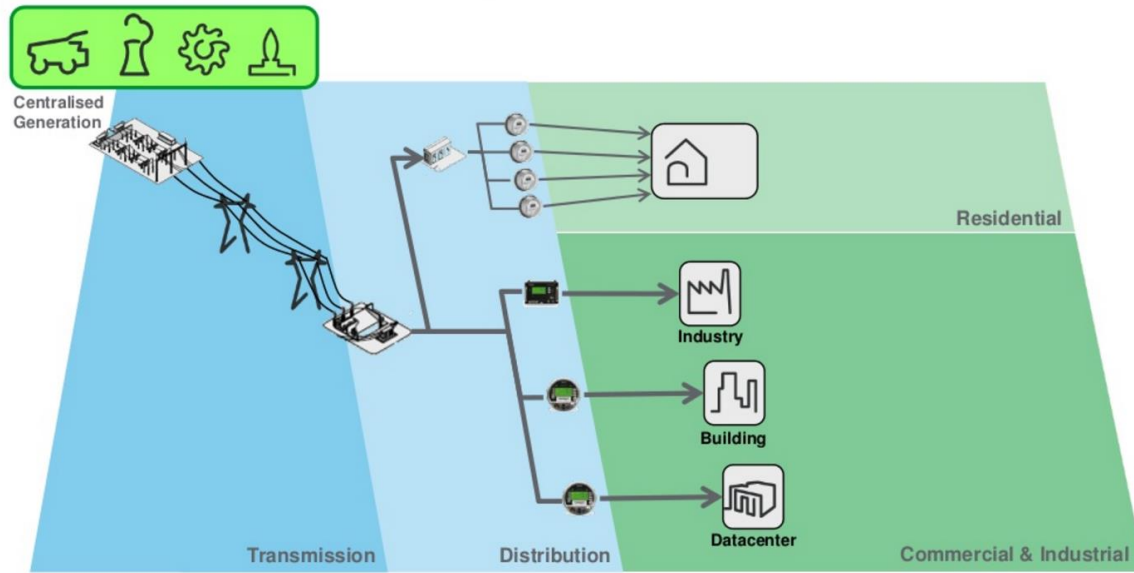 Centralised
Generation
Residential
Industry
Building
Datacenter
Transmission
Distribution
Commercial & Industrial